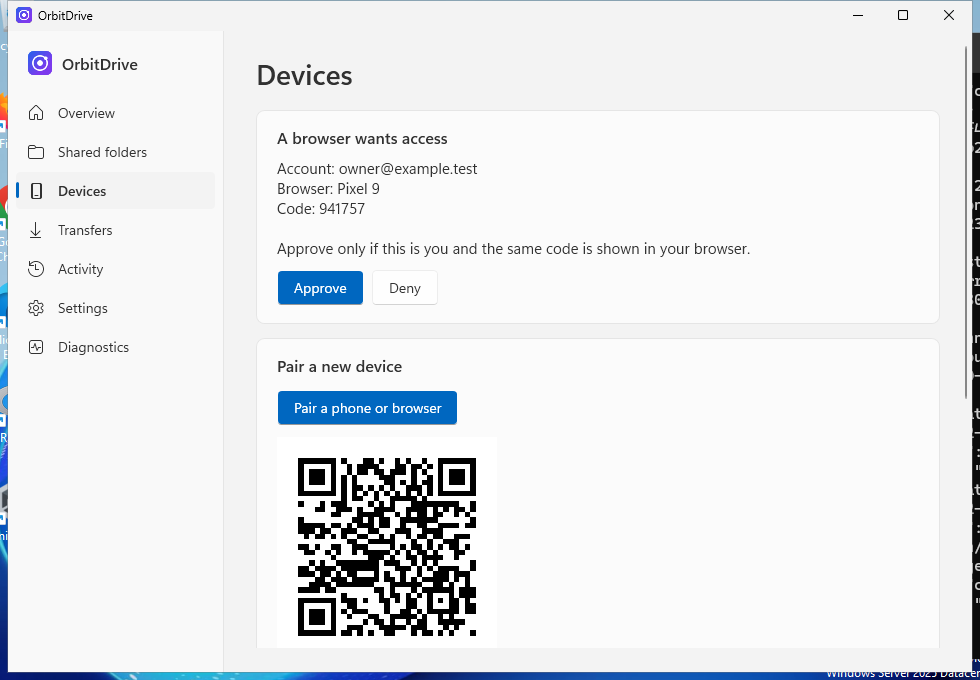 OrbitDrive
OrbitDrive
Overview
Shared folders
Devices
Transfers
Activity
Settings
Diagnostics
Devices
A browser wants access
Account: owner@example.test
Browser: Pixel 9
Code: 941757
Approve only if this is you and the same code is shown in your browser.
Approve
Deny
Pair a new device
Pair a phone or browser
Windows Server 2025